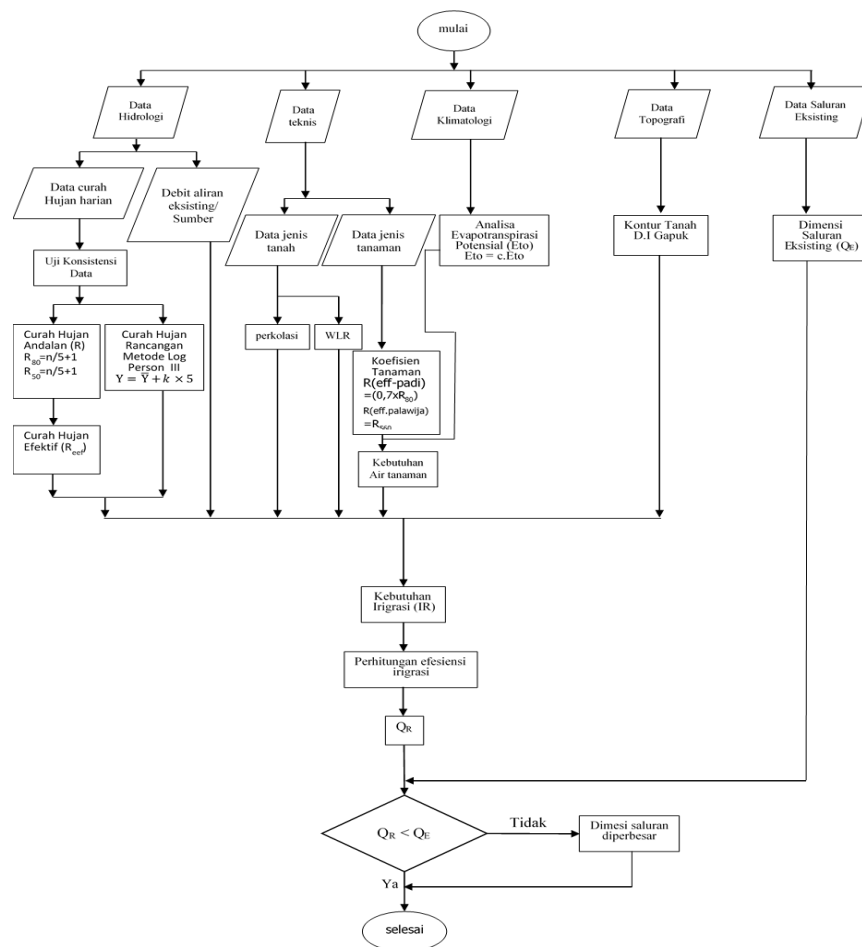 mulai
Data
Hidrologi
Data
teknis
Data
Klimatologi
Data
Topografi
Data Saluran
Eksisting
Data curah
Hujan harian
Debit aliran
eksisting/
Sumber
Data jenis
tanah
Data jenis
tanaman
Analisa
Evapotranspirasi
Potensial (Eto)
Eto = c.Eto
Kontur Tanah
D.I Gapuk
Dimensi
Saluran
Eksisting (QE)
Uji Konsistensi
Data
Curah Hujan
Andalan (R)
R80=n/5+1
R50=n/5+1
Curah Hujan
Rancangan
Metode Log
Person III
Y = Y̅ + k × 5
perkolasi
WLR
Koefisien
Tanaman
R(eff-padi)
=(0,7xR80)
R(eff.palawija)
Curah Hujan
Efektif (Reef)
Kebutuhan
Air tanaman
Kebutuhan
Irigrasi (IR)
Perhitungan efesiensi
irigrasi
QR
QR < QE
Tidak
Dimesi saluran
diperbesar
Ya
selesai